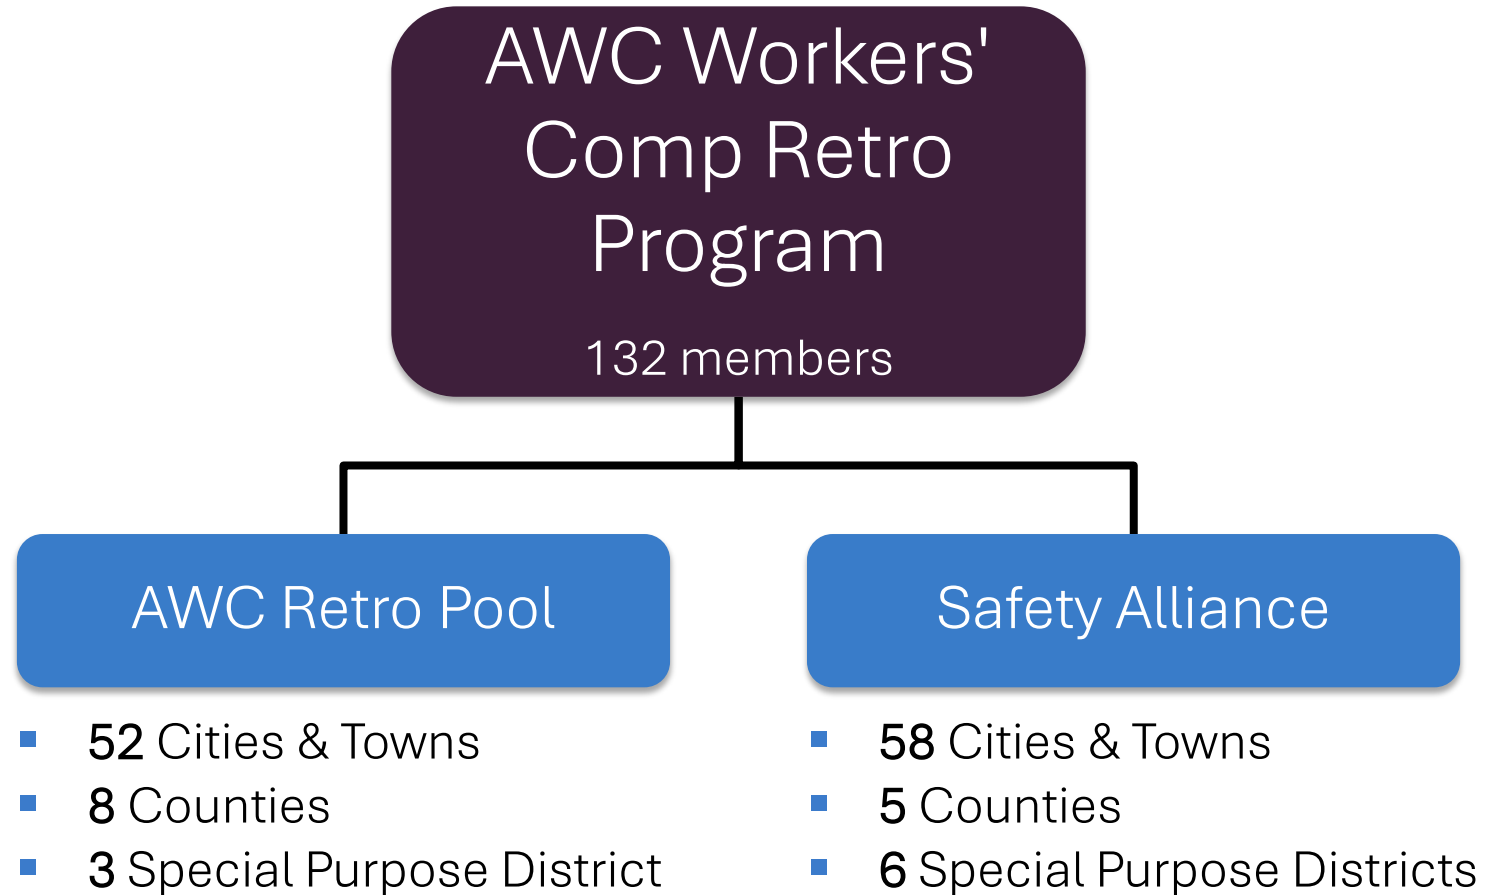 AWC Workers'
Comp Retro
Program
132 members
AWC Retro Pool
Safety Alliance
52 Cities & Towns
8 Counties
3 Special Purpose District
58 Cities & Towns
5 Counties
6 Special Purpose Districts